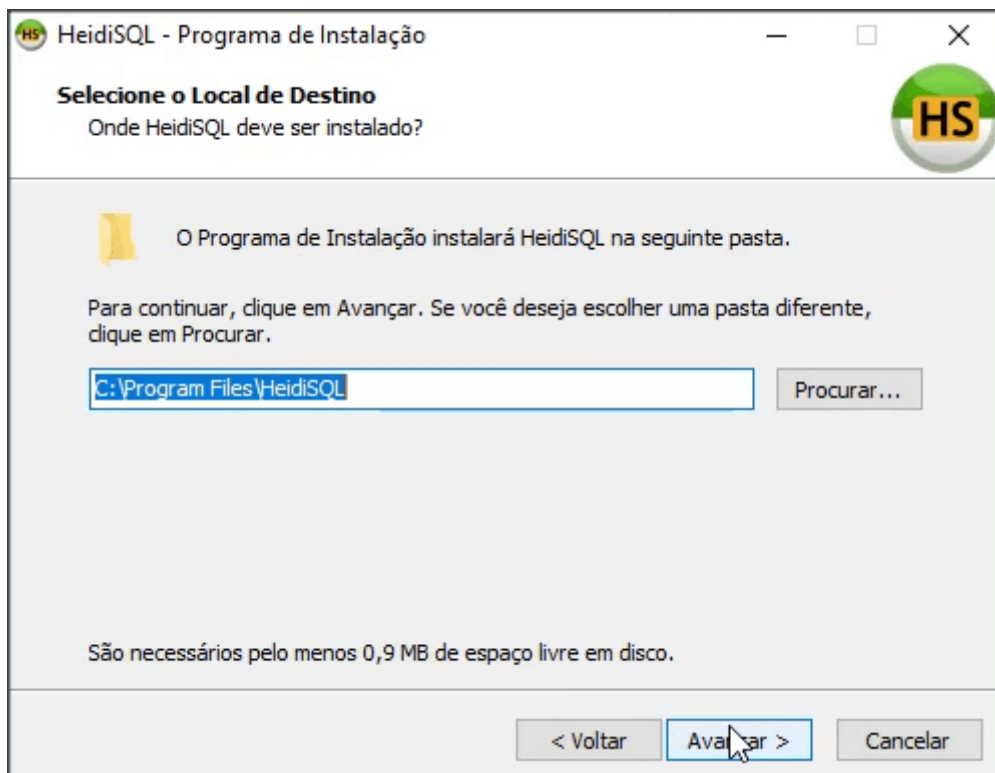 HS HeidiSQL - Programa de Instalação
Selecione o Local de Destino
Onde HeidiSQL deve ser instalado?
HS
O Programa de Instalação instalará HeidiSQL na seguinte pasta.
Para continuar, clique em Avançar. Se você deseja escolher uma pasta diferente,
clique em Procurar.
C:\Program Files\HeidiSQL
Procurar...
São necessários pelo menos 0,9 MB de espaço livre em disco.
< Voltar
Avançar >
Cancelar